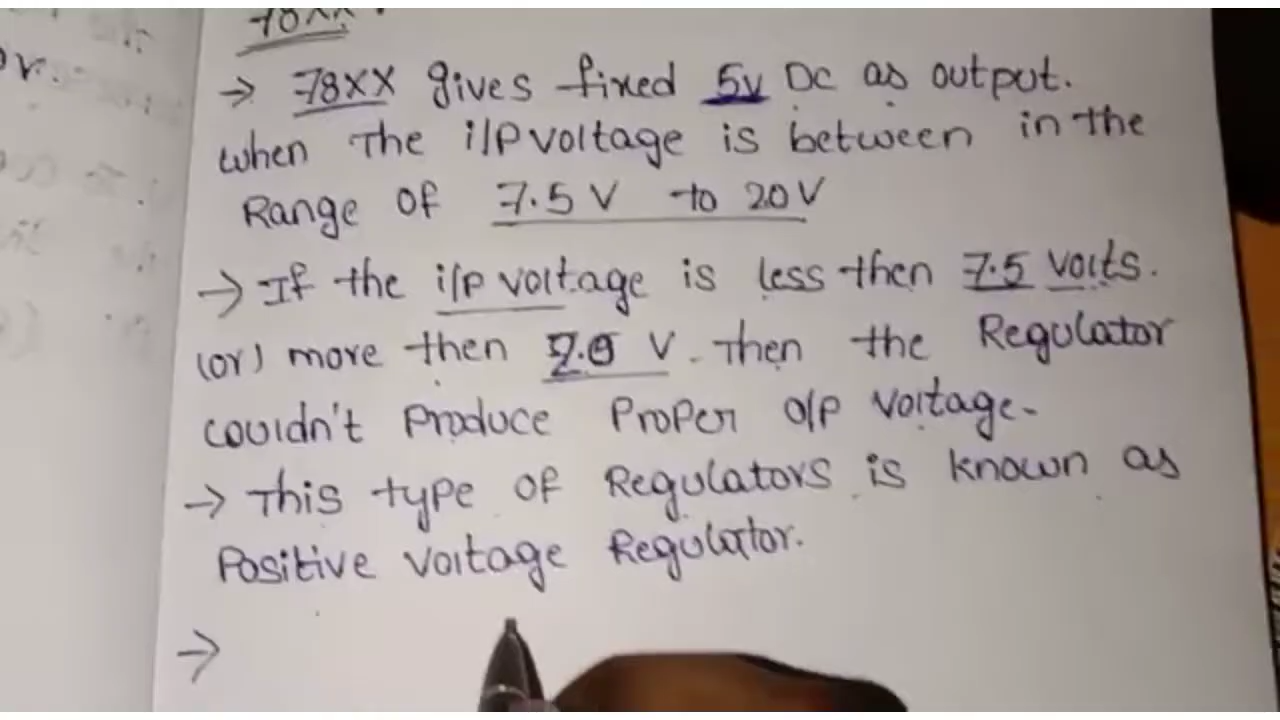 78XX
→ 78XX gives fixed 5V DC as output.
when the i/p voltage is between in the
Range of 7.5 V to 20V
→ If the i/p voltage is less then 7.5 volts.
(or) more then V. Then the Regulator
couldn't produce proper o/p voltage.
→ This type of Regulators is known as
Positive voltage Regulator.
→